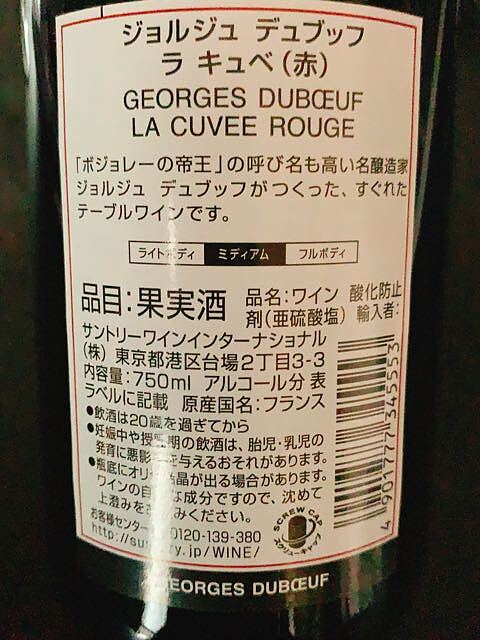 ジョルジュ デュブッフ
ラ キュベ(赤)
GEORGES DUBŒUF
LA CUVEE ROUGE
「ボジョレーの帝王」の呼び名も高い名醸造家
ジョルジュ デュブッフがつくった、すぐれた
テーブルワインです。
ライトボディ ミディアム フルボディ
品目:果実酒 品名:ワイン 酸化防止
剤(亜硫酸塩) 輸入者:
サントリーワインインターナショナル
(株) 東京都港区台場2丁目3-3
内容量:750ml アルコール分 表
ラベルに記載 原産国名:フランス
●飲酒は20歳を過ぎてから
●妊娠中や授乳期の飲酒は、胎児・乳児の
発育に悪影 を与えるおそれがあります。
●瓶底にオリ 結晶が出る場合があります。
ワインの自 な成分ですので、沈めて
上澄みをお みください。
お客様センター 0120-139-380
http://su ry.jp/WINE/
SCREW CAP
スクリューキャップ
4 901777 345553
GEORGES DUBŒUF